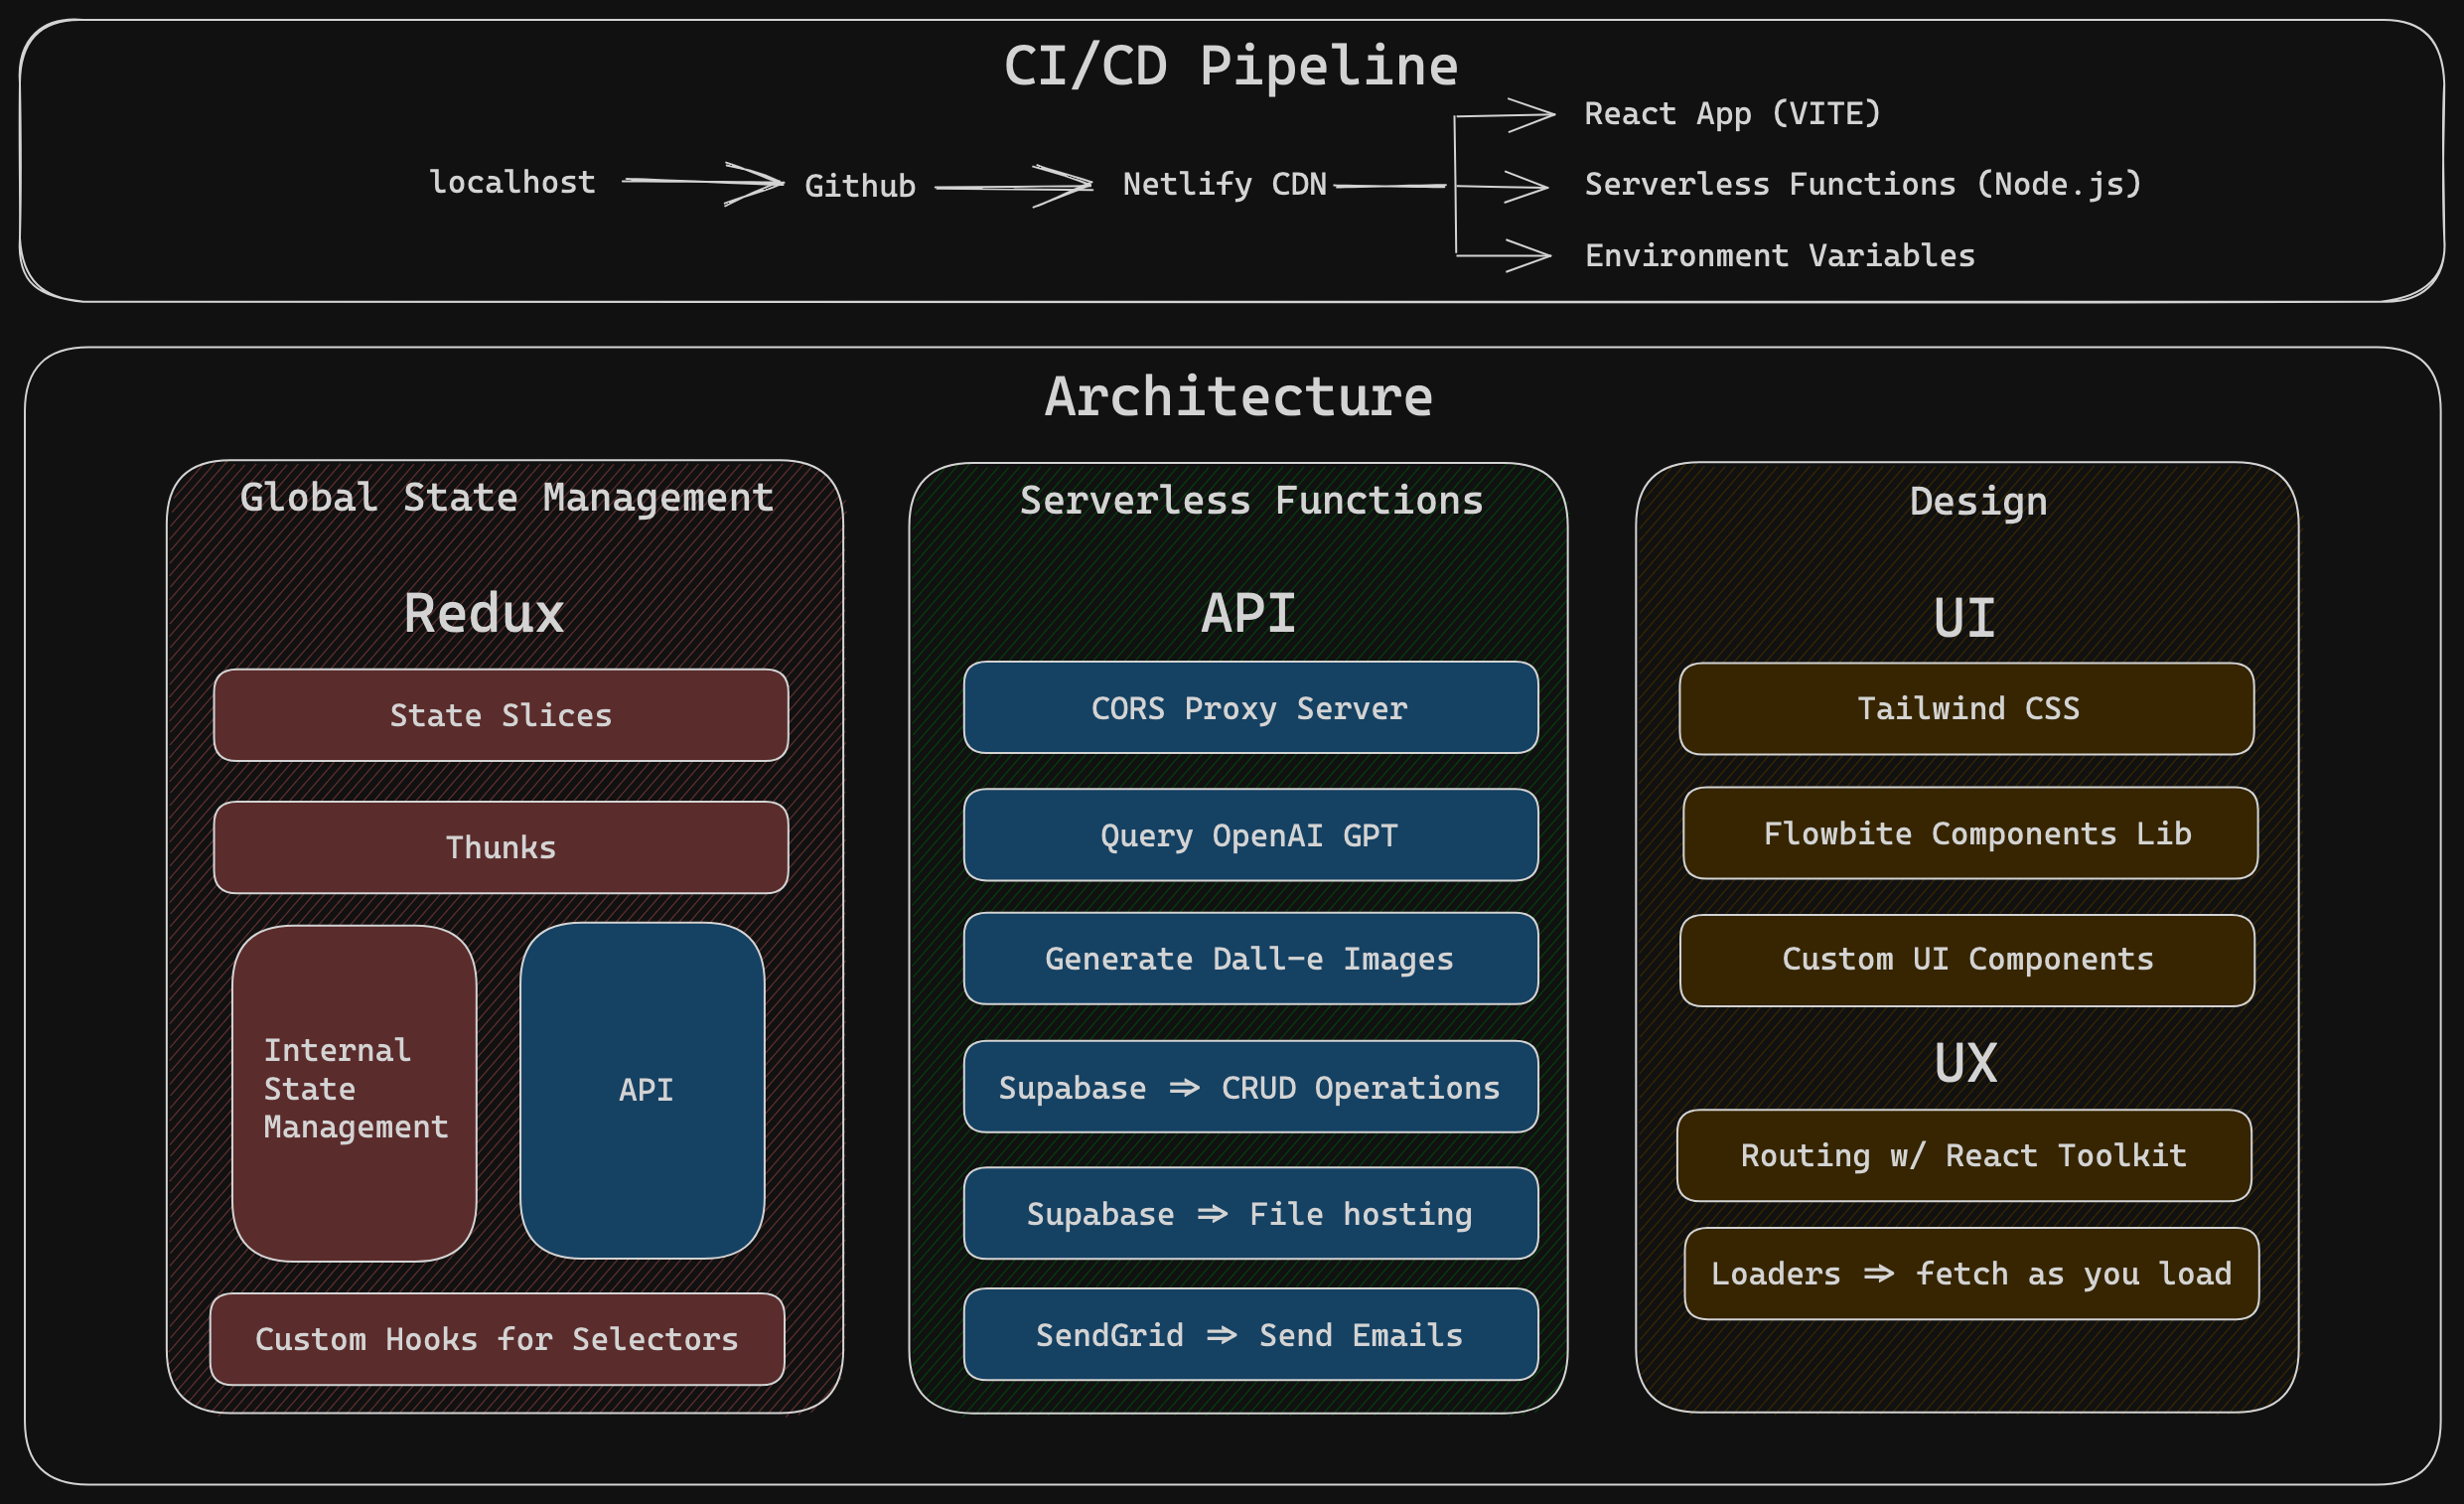 CI/CD Pipeline
localhost
Github
Netlify CDN
React App (VITE)
Serverless Functions (Node.js)
Environment Variables
Architecture
Global State Management
Redux
State Slices
Thunks
Internal
State
Management
API
Custom Hooks for Selectors
Serverless Functions
API
CORS Proxy Server
Query OpenAI GPT
Generate Dall-e Images
Supabase => CRUD Operations
Supabase => File hosting
SendGrid => Send Emails
Design
UI
Tailwind CSS
Flowbite Components Lib
Custom UI Components
UX
Routing w/ React Toolkit
Loaders => fetch as you load